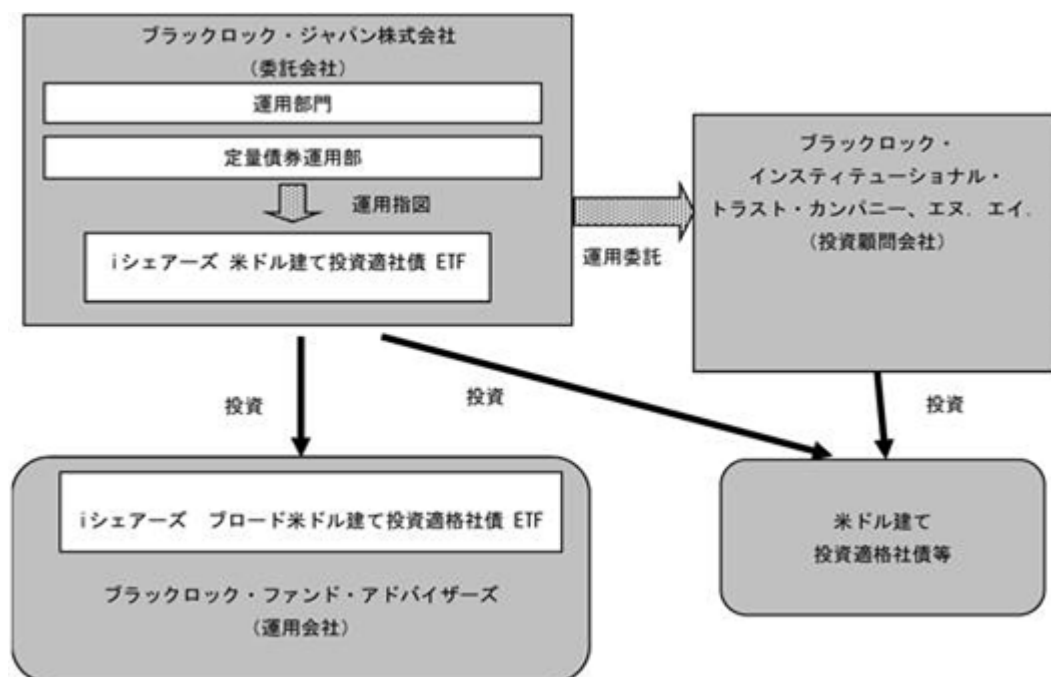 ブラックロック・ジャパン株式会社
(委託会社)
運用部門
定量債券運用部
運用指図
iシェアーズ 米ドル建て投資適社債 ETF
運用委託
ブラックロック・
インスティテューショナル・
トラスト・カンパニー、エヌ．エイ．
(投資顧問会社)
投資
投資
投資
iシェアーズ　ブロード米ドル建て投資適格社債 ETF
ブラックロック・ファンド・アドバイザーズ
(運用会社)
米ドル建て
投資適格社債等